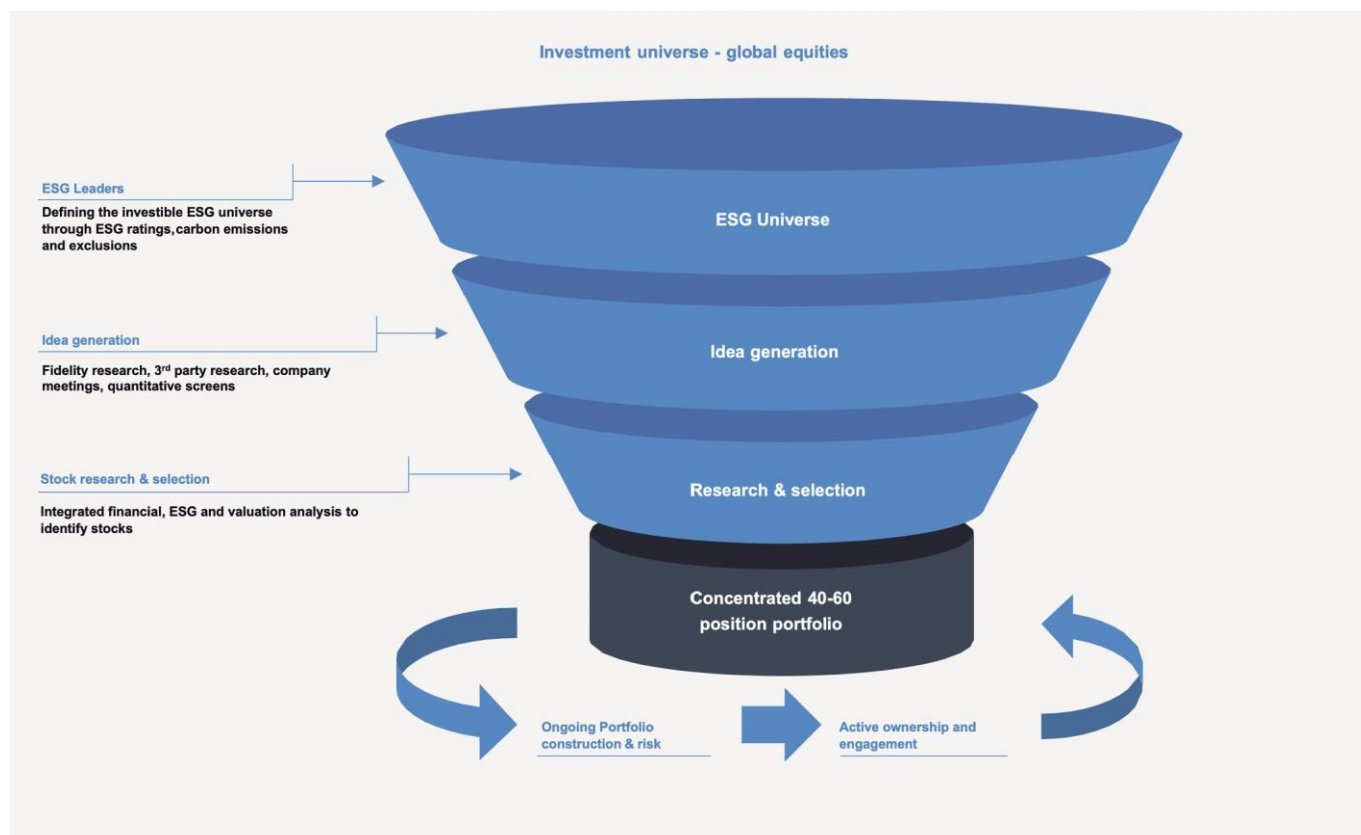 Investment universe - global equities
ESG Leaders
Defining the investible ESG universe
through ESG ratings,carbon emissions
and exclusions
ESG Universe
Idea generation
Fidelity research, 3rd party research, company
meetings, quantitative screens
Idea generation
Stock research & selection
Integrated financial, ESG and valuation analysis to
identify stocks
Research & selection
Concentrated 40-60
position portfolio
Ongoing Portfolio
construction & risk
Active ownership and
engagement